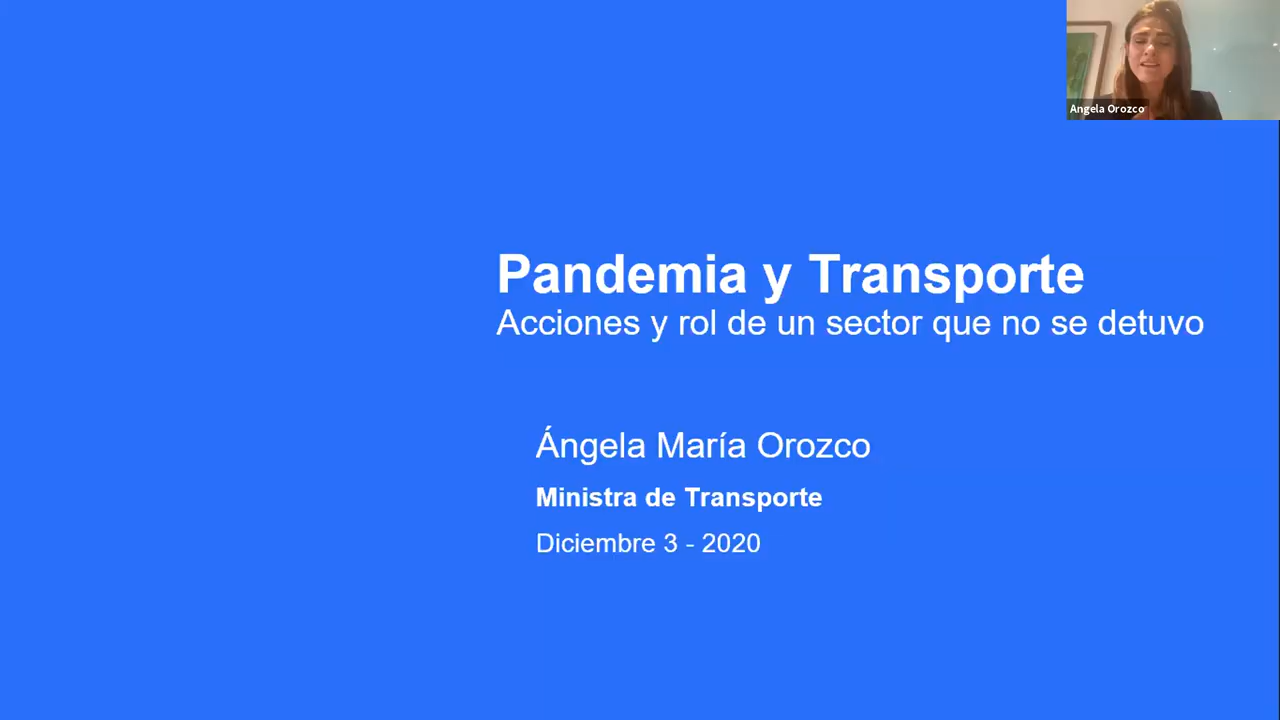 Angela Orozco
Pandemia y Transporte
Acciones y rol de un sector que no se detuvo
Ángela María Orozco
Ministra de Transporte
Diciembre 3 - 2020